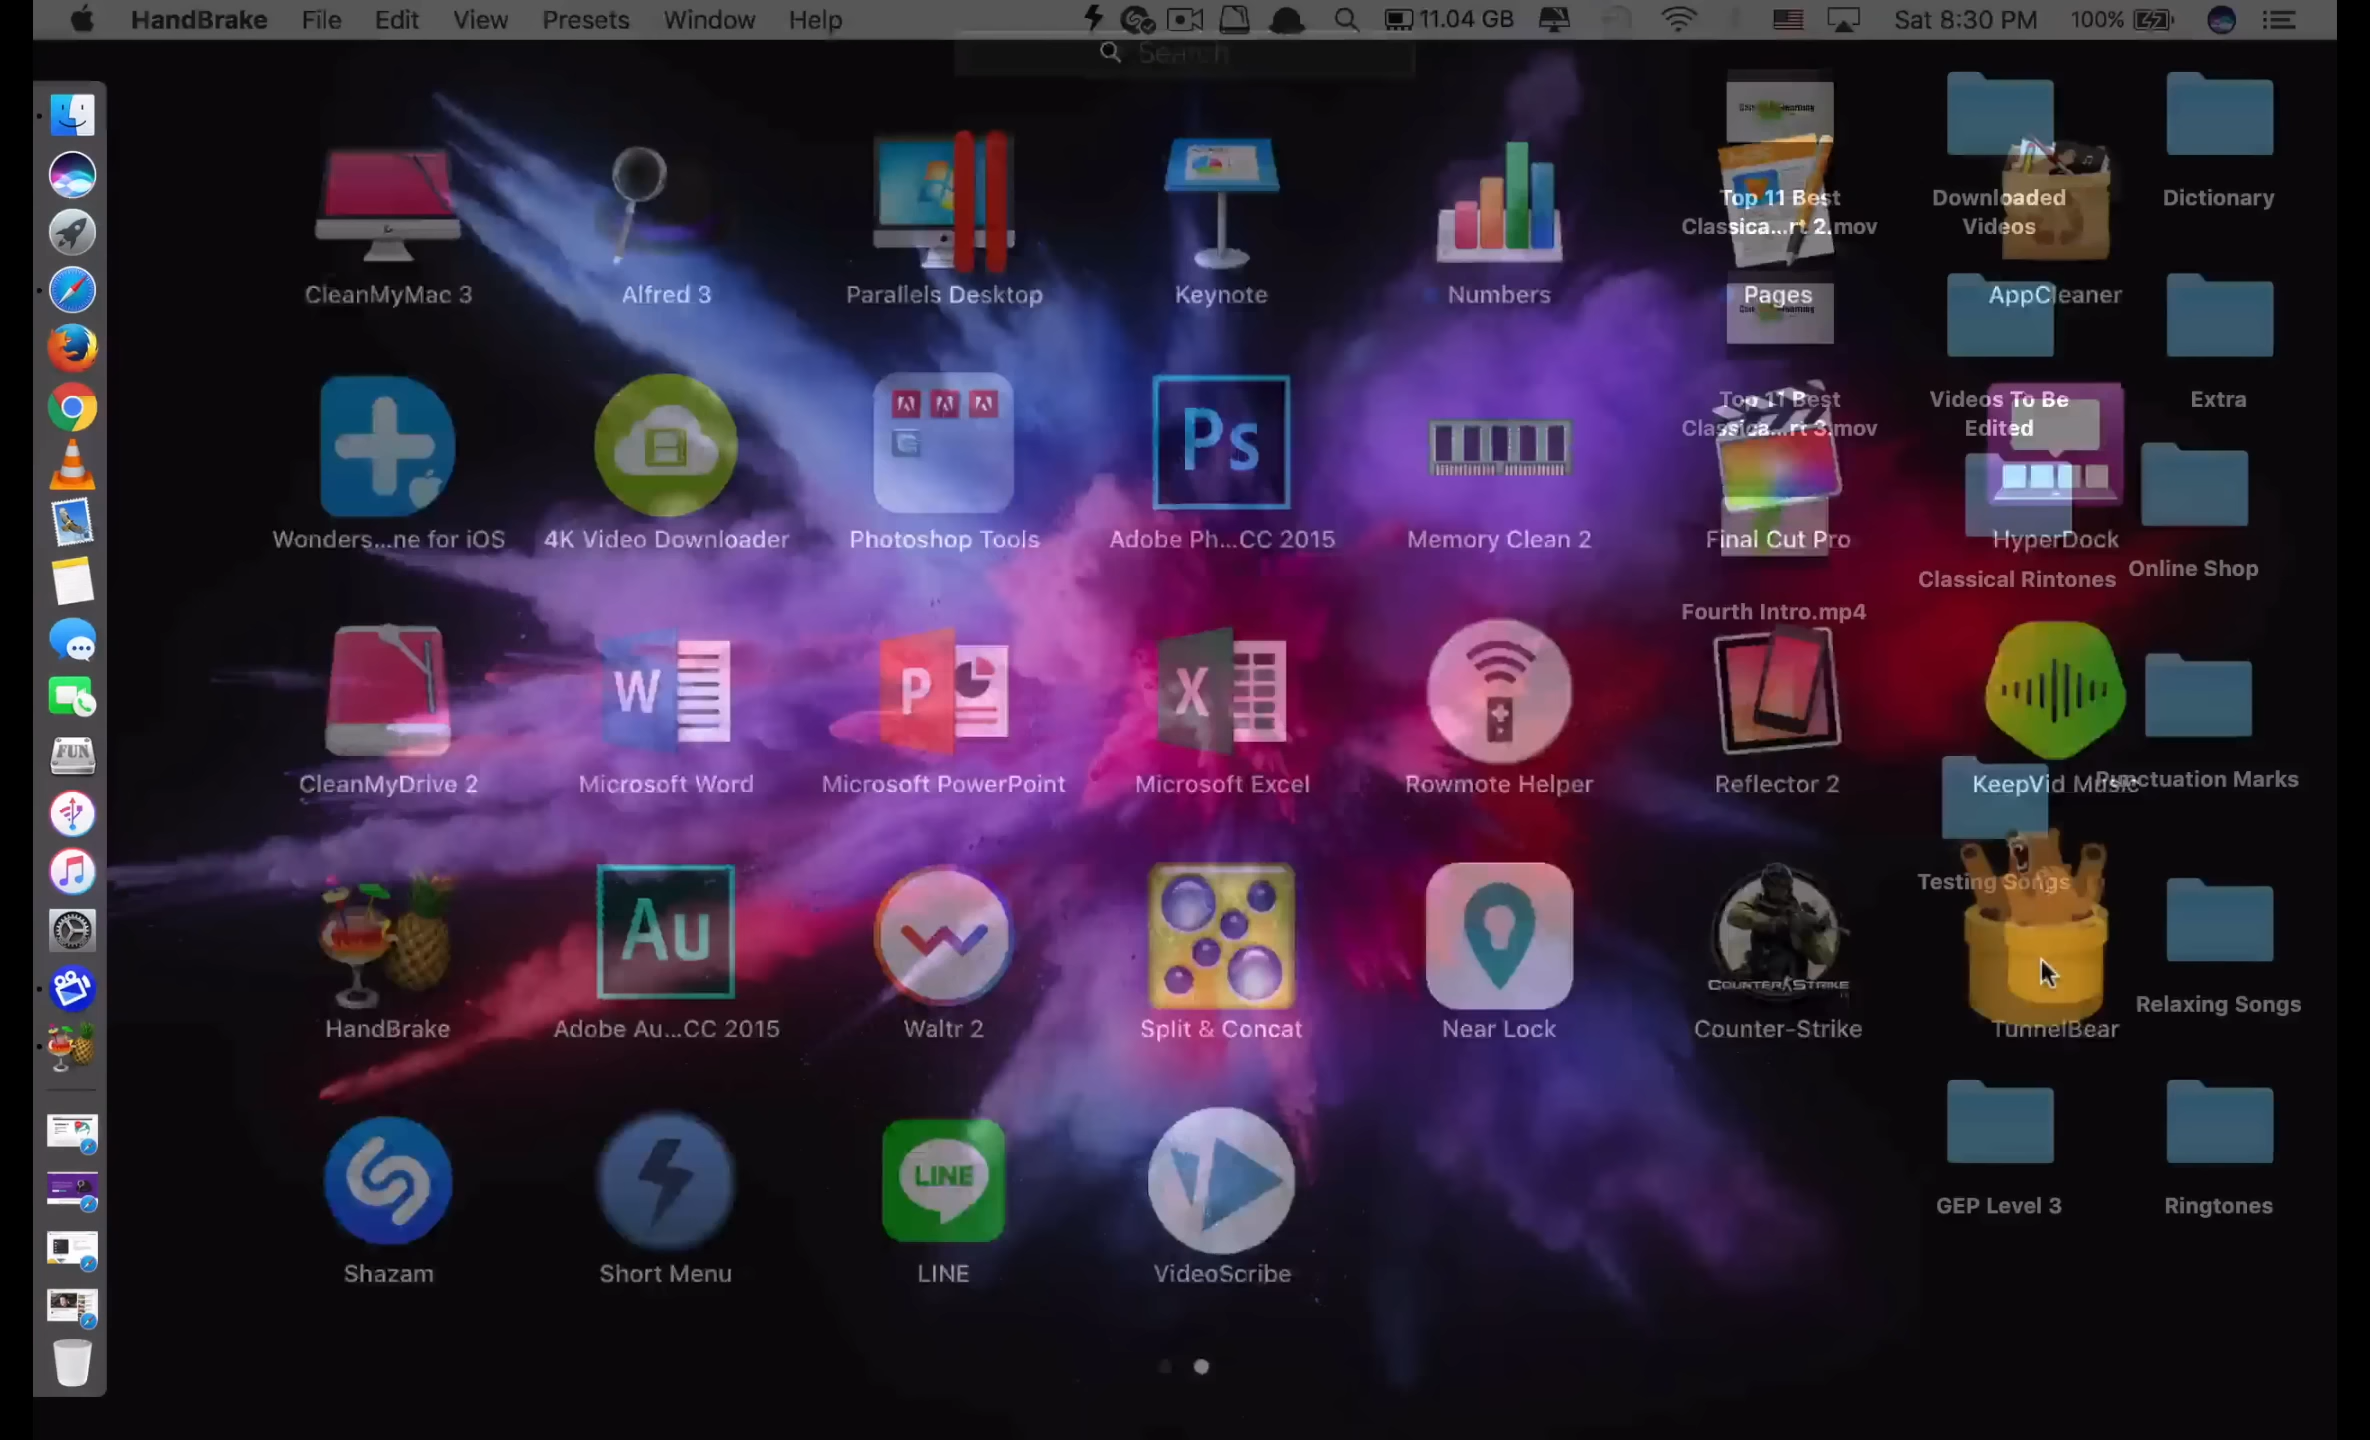 HandBrake File Edit View Presets Window Help 11.04 GB Sat 8:30 PM 100%
Search
Top 11 Best
Classica...rt 2.mov
Downloaded
Videos
Dictionary
CleanMyMac 3
Alfred 3
Parallels Desktop
Keynote
Numbers
Pages
AppCleaner
Top 11 Best
Classica...rt 3.mov
Videos To Be
Edited
Extra
Ps
Wonders...ne for iOS
4K Video Downloader
Photoshop Tools
Adobe Ph...CC 2015
Memory Clean 2
Final Cut Pro
HyperDock
Classical Rintones
Online Shop
Fourth Intro.mp4
W
P
X
FUN
CleanMyDrive 2
Microsoft Word
Microsoft PowerPoint
Microsoft Excel
Rowmote Helper
Reflector 2
KeepVid Music
Punctuation Marks
Testing Songs
Au
COUNTER STRIKE
HandBrake
Adobe Au...CC 2015
Waltr 2
Split & Concat
Near Lock
Counter-Strike
TunnelBear
Relaxing Songs
LINE
GEP Level 3
Ringtones
Shazam
Short Menu
LINE
VideoScribe